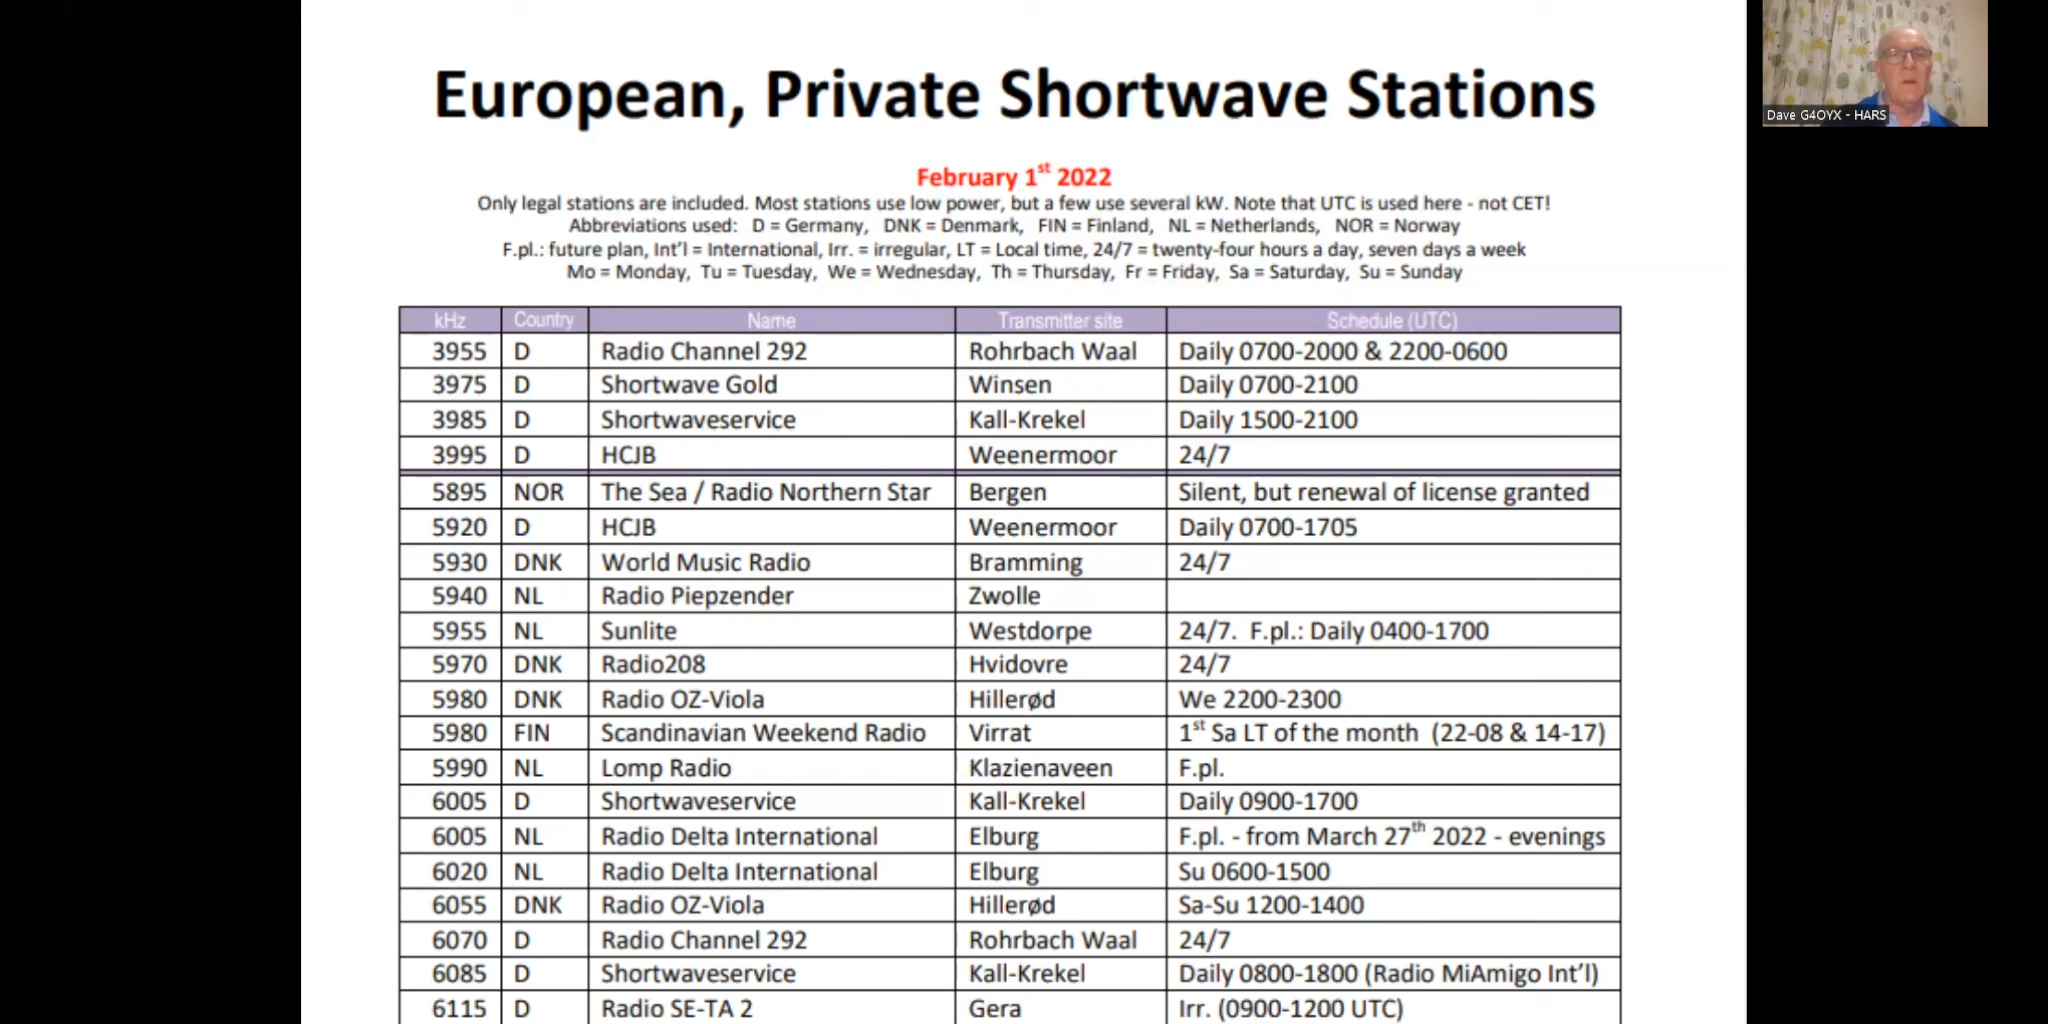 European, Private Shortwave Stations
Dave G4OYX - HARS
February 1st 2022
Only legal stations are included. Most stations use low power, but a few use several kW. Note that UTC is used here - not CET!
Abbreviations used: D = Germany, DNK = Denmark, FIN = Finland, NL = Netherlands, NOR = Norway
F.pl.: future plan, Int'l = International, Irr. = irregular, LT = Local time, 24/7 = twenty-four hours a day, seven days a week
Mo = Monday, Tu = Tuesday, We = Wednesday, Th = Thursday, Fr = Friday, Sa = Saturday, Su = Sunday
kHz Country Name Transmitter site Schedule (UTC)
3955 D Radio Channel 292 Rohrbach Waal Daily 0700-2000 & 2200-0600
3975 D Shortwave Gold Winsen Daily 0700-2100
3985 D Shortwaveservice Kall-Krekel Daily 1500-2100
3995 D HCJB Weenermoor 24/7
5895 NOR The Sea / Radio Northern Star Bergen Silent, but renewal of license granted
5920 D HCJB Weenermoor Daily 0700-1705
5930 DNK World Music Radio Bramming 24/7
5940 NL Radio Piepzender Zwolle
5955 NL Sunlite Westdorpe 24/7. F.pl.: Daily 0400-1700
5970 DNK Radio208 Hvidovre 24/7
5980 DNK Radio OZ-Viola Hillerød We 2200-2300
5980 FIN Scandinavian Weekend Radio Virrat 1st Sa LT of the month (22-08 & 14-17)
5990 NL Lomp Radio Klazienaveen F.pl.
6005 D Shortwaveservice Kall-Krekel Daily 0900-1700
6005 NL Radio Delta International Elburg F.pl. - from March 27th 2022 - evenings
6020 NL Radio Delta International Elburg Su 0600-1500
6055 DNK Radio OZ-Viola Hillerød Sa-Su 1200-1400
6070 D Radio Channel 292 Rohrbach Waal 24/7
6085 D Shortwaveservice Kall-Krekel Daily 0800-1800 (Radio MiAmigo Int'l)
6115 D Radio SE-TA 2 Gera Irr. (0900-1200 UTC)